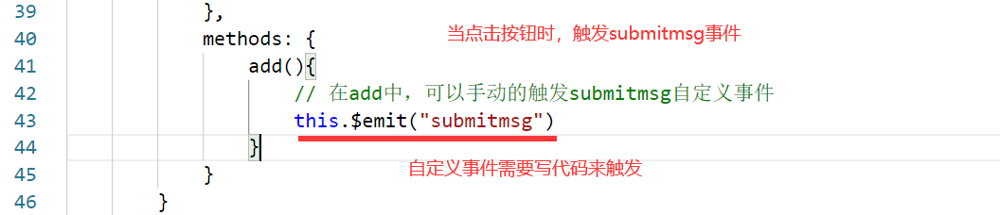 39 },
40 methods: { 当点击按钮时，触发submitmsg事件
41 add(){
42 // 在add中，可以手动的触发submitmsg自定义事件
43 this.$emit("submitmsg")
44 }
自定义事件需要写代码来触发
45 }
46 }